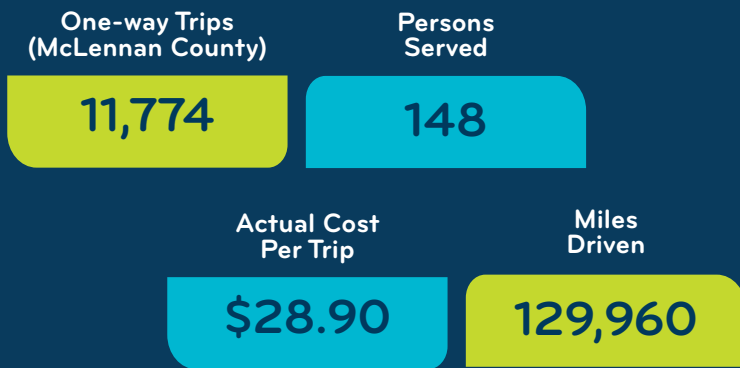 One-way Trips
(McLennan County)
11,774
Persons
Served
148
Actual Cost
Per Trip
$28.90
Miles
Driven
129,960